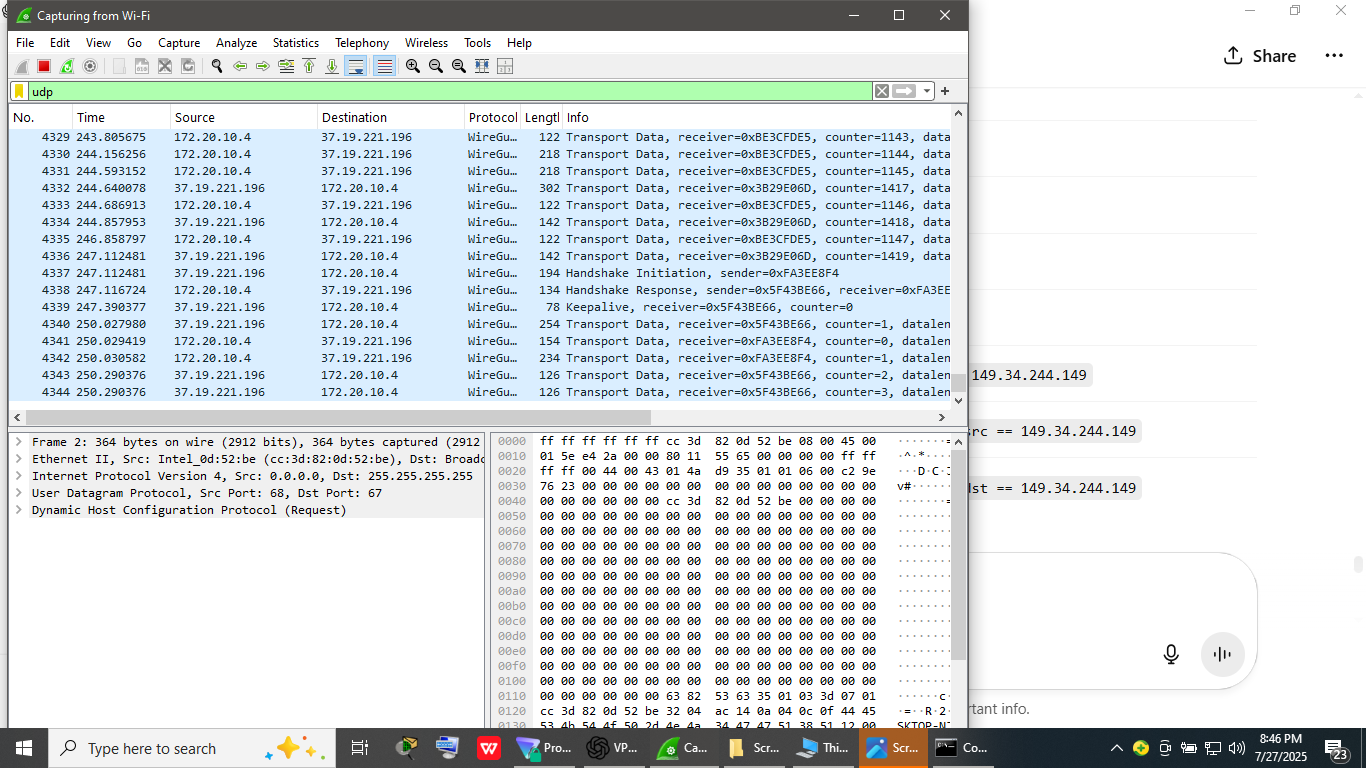 Capturing from Wi-Fi
File Edit View Go Capture Analyze Statistics Telephony Wireless Tools Help
udp
No. Time Source Destination Protocol Lengtl Info
4329 243.805675 172.20.10.4 37.19.221.196 WireGu… 122 Transport Data, receiver=0xBE3CFDE5, counter=1143, data
4330 244.156256 172.20.10.4 37.19.221.196 WireGu… 218 Transport Data, receiver=0xBE3CFDE5, counter=1144, data
4331 244.593152 172.20.10.4 37.19.221.196 WireGu… 218 Transport Data, receiver=0xBE3CFDE5, counter=1145, data
4332 244.640078 37.19.221.196 172.20.10.4 WireGu… 302 Transport Data, receiver=0x3B29E06D, counter=1417, data
4333 244.686913 172.20.10.4 37.19.221.196 WireGu… 122 Transport Data, receiver=0xBE3CFDE5, counter=1146, data
4334 244.857953 37.19.221.196 172.20.10.4 WireGu… 142 Transport Data, receiver=0x3B29E06D, counter=1418, data
4335 246.858797 172.20.10.4 37.19.221.196 WireGu… 122 Transport Data, receiver=0xBE3CFDE5, counter=1147, data
4336 247.112481 37.19.221.196 172.20.10.4 WireGu… 142 Transport Data, receiver=0x3B29E06D, counter=1419, data
4337 247.112481 37.19.221.196 172.20.10.4 WireGu… 194 Handshake Initiation, sender=0xFA3EE8F4
4338 247.116724 172.20.10.4 37.19.221.196 WireGu… 134 Handshake Response, sender=0x5F43BE66, receiver=0xFA3EE
4339 247.390377 37.19.221.196 172.20.10.4 WireGu… 78 Keepalive, receiver=0x5F43BE66, counter=0
4340 250.027980 37.19.221.196 172.20.10.4 WireGu… 254 Transport Data, receiver=0x5F43BE66, counter=1, datalen
4341 250.029419 172.20.10.4 37.19.221.196 WireGu… 154 Transport Data, receiver=0xFA3EE8F4, counter=0, datalen
4342 250.030582 172.20.10.4 37.19.221.196 WireGu… 234 Transport Data, receiver=0xFA3EE8F4, counter=1, datalen
4343 250.290376 37.19.221.196 172.20.10.4 WireGu… 126 Transport Data, receiver=0x5F43BE66, counter=2, datalen
4344 250.290376 37.19.221.196 172.20.10.4 WireGu… 126 Transport Data, receiver=0x5F43BE66, counter=3, datalen
Frame 2: 364 bytes on wire (2912 bits), 364 bytes captured (2912
Ethernet II, Src: Intel_0d:52:be (cc:3d:82:0d:52:be), Dst: Broadc
Internet Protocol Version 4, Src: 0.0.0.0, Dst: 255.255.255.255
User Datagram Protocol, Src Port: 68, Dst Port: 67
Dynamic Host Configuration Protocol (Request)
0000 ff ff ff ff ff ff cc 3d 82 0d 52 be 08 00 45 00 ·······=
0010 01 5e e4 2a 00 00 80 11 55 65 00 00 00 00 ff ff ·^·*····
0020 ff ff 00 44 00 43 01 4a d9 35 01 01 06 00 c2 9e ···D·C·J
0030 76 23 00 00 00 00 00 00 00 00 00 00 00 00 00 00 v#······
0040 00 00 00 00 00 00 cc 3d 82 0d 52 be 00 00 00 00 ·······=
0050 00 00 00 00 00 00 00 00 00 00 00 00 00 00 00 00 ········
0060 00 00 00 00 00 00 00 00 00 00 00 00 00 00 00 00 ········
0070 00 00 00 00 00 00 00 00 00 00 00 00 00 00 00 00 ········
0080 00 00 00 00 00 00 00 00 00 00 00 00 00 00 00 00 ········
0090 00 00 00 00 00 00 00 00 00 00 00 00 00 00 00 00 ········
00a0 00 00 00 00 00 00 00 00 00 00 00 00 00 00 00 00 ········
00b0 00 00 00 00 00 00 00 00 00 00 00 00 00 00 00 00 ········
00c0 00 00 00 00 00 00 00 00 00 00 00 00 00 00 00 00 ········
00d0 00 00 00 00 00 00 00 00 00 00 00 00 00 00 00 00 ········
00e0 00 00 00 00 00 00 00 00 00 00 00 00 00 00 00 00 ········
00f0 00 00 00 00 00 00 00 00 00 00 00 00 00 00 00 00 ········
0100 00 00 00 00 00 00 00 00 00 00 00 00 00 00 00 00 ········
0110 00 00 00 00 00 00 63 82 53 63 35 01 03 3d 07 01 ······c·
0120 cc 3d 82 0d 52 be 32 04 ac 14 0a 04 0c 0f 44 45 ·=··R·2·
0130 53 4b 54 4f 50 2d 4e 4a 34 47 47 51 38 51 12 00 SKTOP-NJ
Share
149.34.244.149
src == 149.34.244.149
dst == 149.34.244.149
rtant info.
Type here to search
Pro...
VP...
Ca...
Scr...
Thi...
Scr...
Co...
8:46 PM
7/27/2025
23